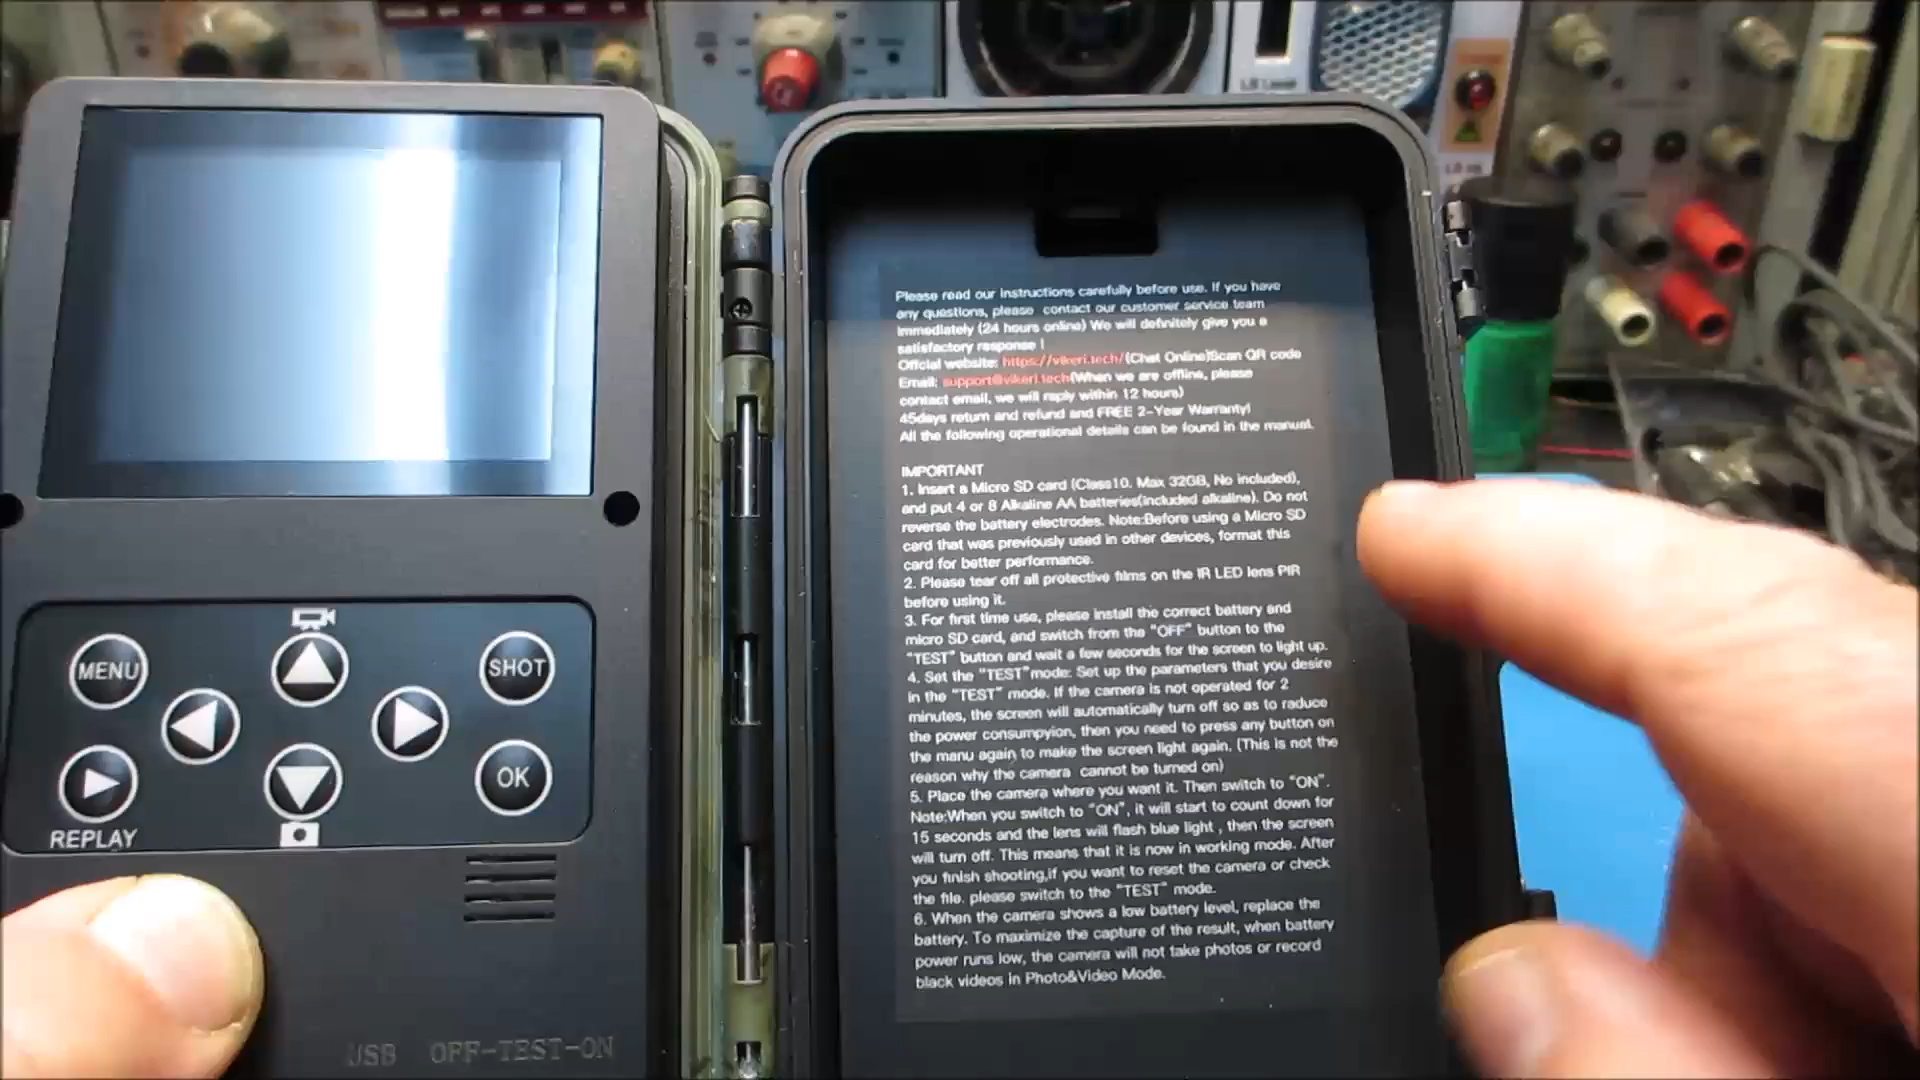 MENU
SHOT
OK
REPLAY
USB OFF-TEST-ON
Please read our instructions carefully before use. If you have
any questions, please contact our customer service team
immediately (24 hours online) We will definitely give you a
satisfactory response !
Official website: https://vikeri.tech/(Chat Online)Scan QR code
Email: support@vikeri.tech(When we are offline, please
contact email, we will reply within 12 hours)
45days return and refund and FREE 2-Year Warranty!
All the following operational details can be found in the manual.
IMPORTANT
1. Insert a Micro SD card (Class10. Max 32GB, No included),
and put 4 or 8 Alkaline AA batteries(included alkaline). Do not
reverse the battery electrodes. Note:Before using a Micro SD
card that was previously used in other devices, format this
card for better performance.
2. Please tear off all protective films on the IR LED lens PIR
before using it.
3. For first time use, please install the correct battery and
micro SD card, and switch from the "OFF" button to the
"TEST" button and wait a few seconds for the screen to light up.
4. Set the "TEST"mode: Set up the parameters that you desire
in the "TEST" mode. If the camera is not operated for 2
minutes, the screen will automatically turn off so as to raduce
the power consumpyion, then you need to press any button on
the manu again to make the screen light again. (This is not the
reason why the camera cannot be turned on)
5. Place the camera where you want it. Then switch to "ON".
Note:When you switch to "ON", it will start to count down for
15 seconds and the lens will flash blue light , then the screen
will turn off. This means that it is now in working mode. After
you finish shooting,if you want to reset the camera or check
the file. please switch to the "TEST" mode.
6. When the camera shows a low battery level, replace the
battery. To maximize the capture of the result, when battery
power runs low, the camera will not take photos or record
black videos in Photo&Video Mode.